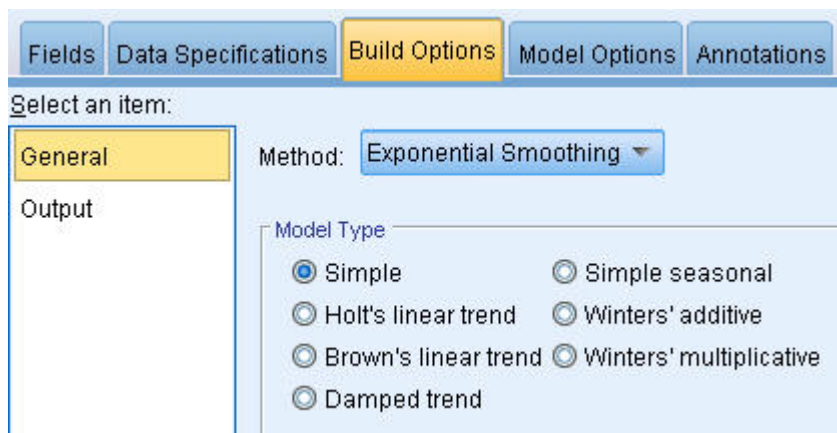 Fields Data Specifications Build Options Model Options Annotations
Select an item:
General
Output
Method: Exponential Smoothing
Model Type
Simple
Simple seasonal
Holt's linear trend
Winters' additive
Brown's linear trend
Winters' multiplicative
Damped trend